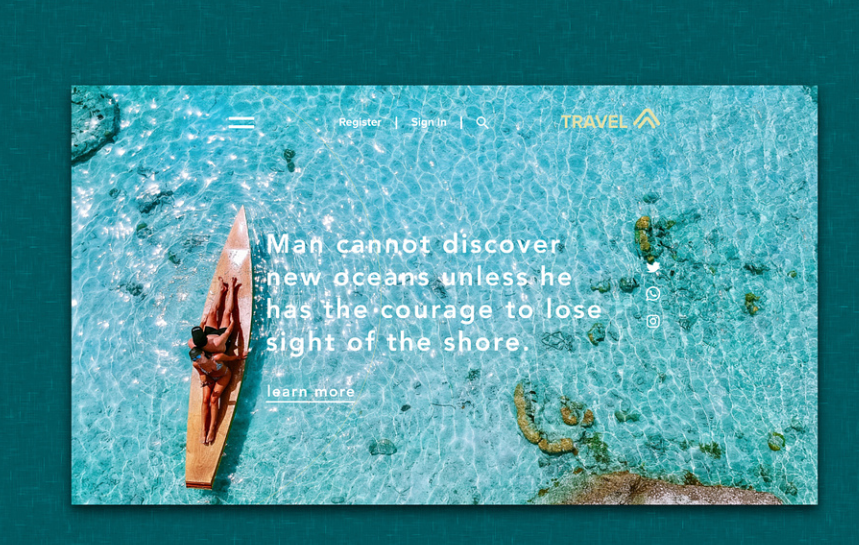 Register | Sign In |
TRAVEL
Man cannot discover
new oceans unless he
has the courage to lose
sight of the shore.
learn more